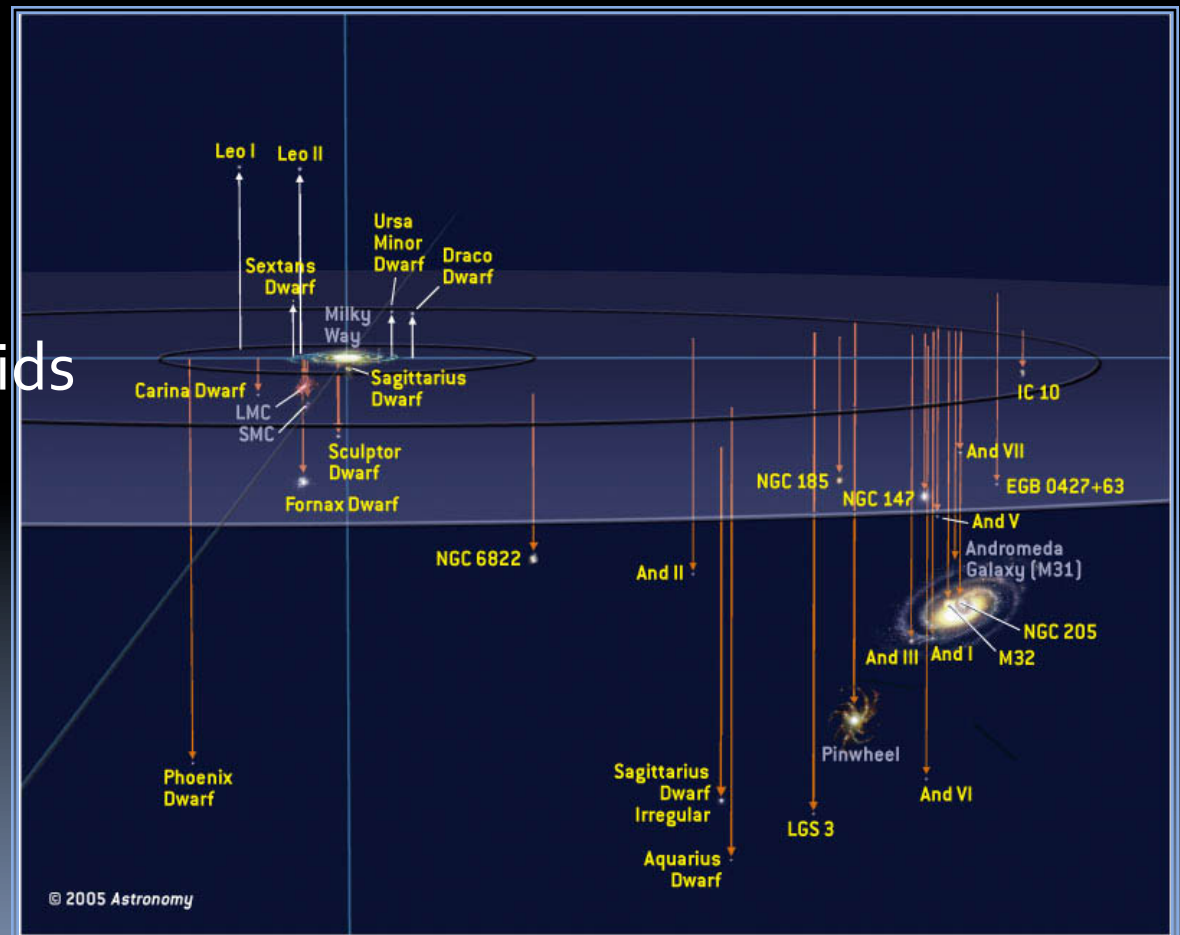 Leo I
Leo II
Ursa
Minor
Dwarf
Draco
Dwarf
Sextans
Dwarf
Milky
Way
ids
Carina Dwarf
LMC
SMC
Sagittarius
Dwarf
Sculptor
Dwarf
Fornax Dwarf
IC 10
And VII
NGC 185
NGC 147
EGB 0427+63
And V
NGC 6822
And II
Andromeda
Galaxy (M31)
NGC 205
M32
And III
And I
Pinwheel
Phoenix
Dwarf
Sagittarius
Dwarf
Irregular
And VI
LGS 3
Aquarius
Dwarf
© 2005 Astronomy